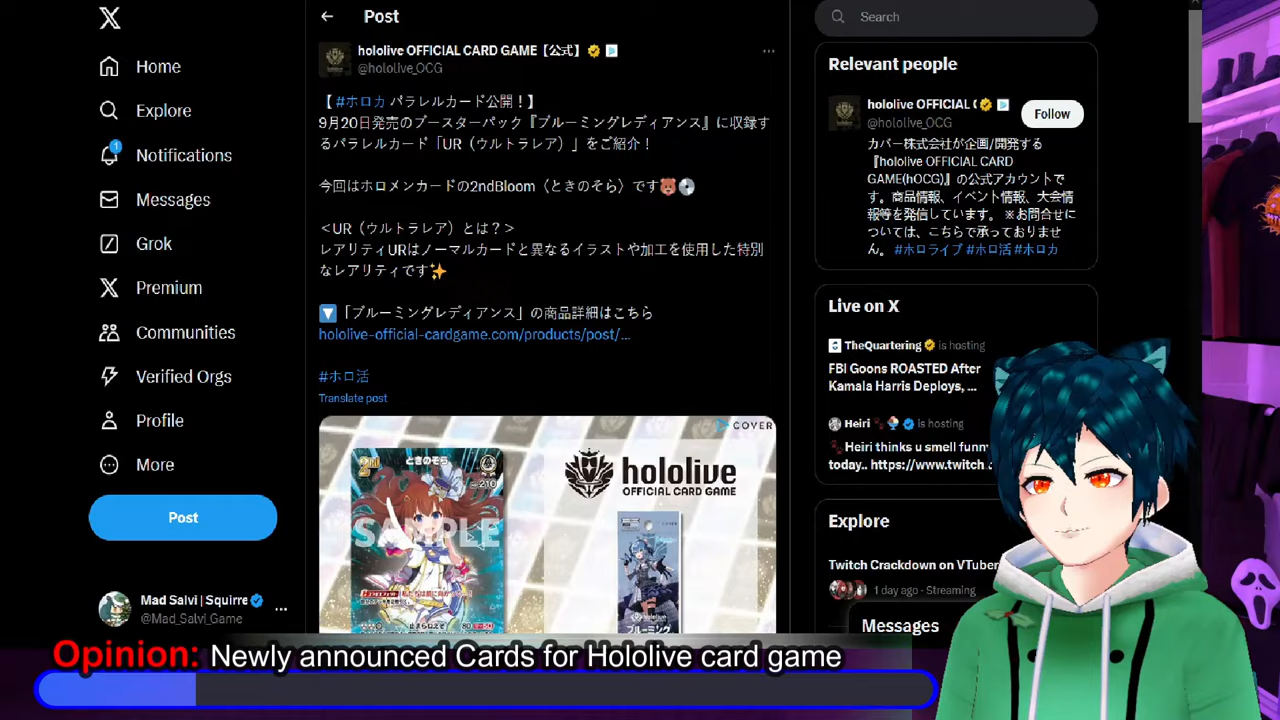 Home
Explore
1
Notifications
Messages
Grok
Premium
Communities
Verified Orgs
Profile
More
Post
Mad Salvi | Squirre
@Mad_Salvi_Game
Post
hololive OFFICIAL CARD GAME【公式】
@hololive_OCG
【 #ホロカ パラレルカード公開！】
9月20日発売のブースターパック『ブルーミングレディアンス』に収録す
るパラレルカード「UR（ウルトラレア）」をご紹介！
今回はホロメンカードの2ndBloom〈ときのそら〉です🐻💿
＜UR（ウルトラレア）とは？＞
レアリティURはノーマルカードと異なるイラストや加工を使用した特別
なレアリティです✨
「ブルーミングレディアンス」の商品詳細はこちら
hololive-official-cardgame.com/products/post/…
#ホロ活
Translate post
COVER
2nd
ときのそら
210
SAMPLE
止まらねえで
80
hololive
OFFICIAL CARD GAME
ブルーミング
Search
Relevant people
hololive OFFICIAL (
@hololive_OCG
Follow
カバー株式会社が企画/開発する
『hololive OFFICIAL CARD
GAME(hOCG)』の公式アカウントで
す。商品情報、イベント情報、大会情
報等を発信しています。 ※お問合せに
ついては、こちらで承っておりませ
ん。 #ホロライブ #ホロ活 #ホロカ
Live on X
TheQuartering is hosting
FBI Goons ROASTED After
Kamala Harris Deploys, ...
Heiri is hosting
Heiri thinks u smell funn
today.. https://www.twitch.
Explore
Twitch Crackdown on VTuber
1 day ago · Streaming
Messages
Opinion: Newly announced Cards for Hololive card game